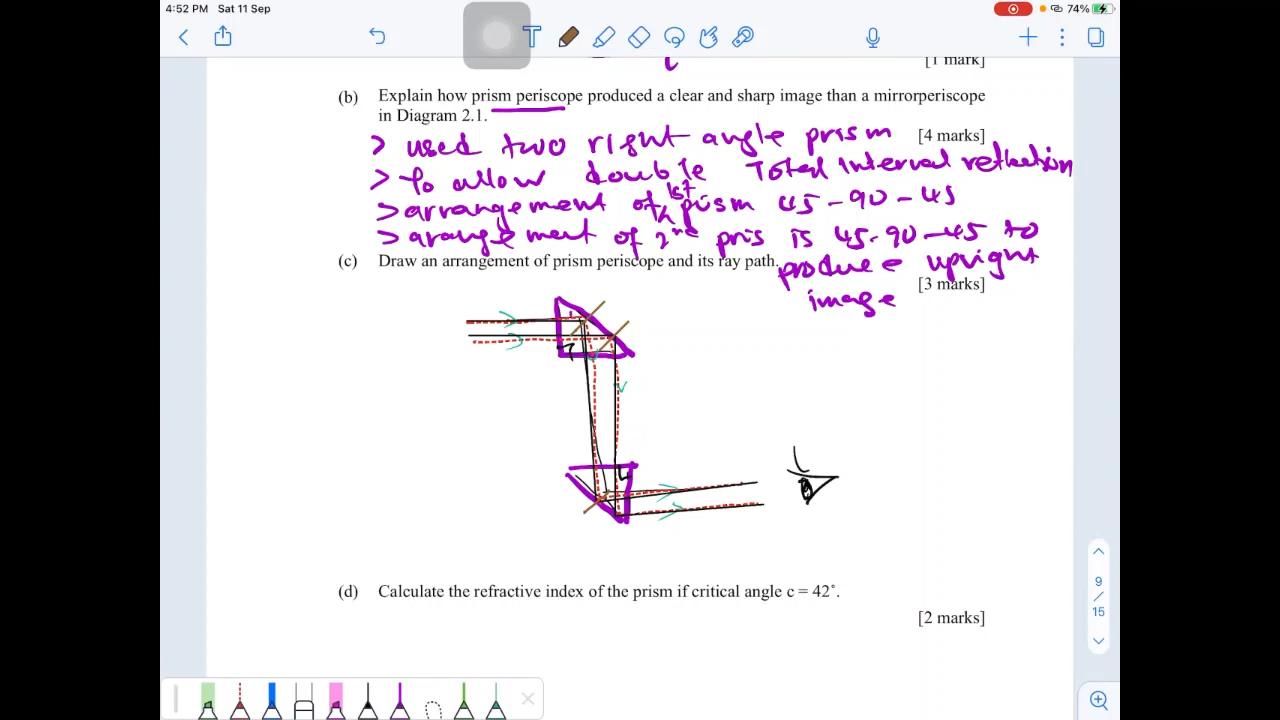 4:52 PM Sat 11 Sep
74%
T
[1 mark]
(b) Explain how prism periscope produced a clear and sharp image than a mirrorperiscope
in Diagram 2.1.
[4 marks]
> used two right angle prism
> To allow double Total interval reflection
1st
> arrangement of prism 45-90-45
> arangement of 2nd pris is 45-90-45 to
produce upright
image
(c) Draw an arrangement of prism periscope and its ray path.
[3 marks]
(d) Calculate the refractive index of the prism if critical angle c = 42˚.
[2 marks]
9
/
15